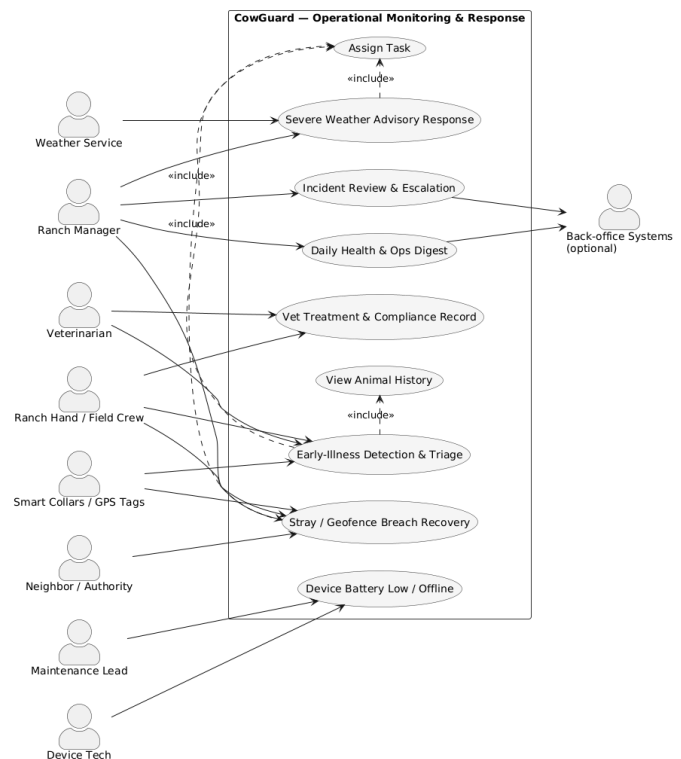 CowGuard — Operational Monitoring & Response
Assign Task
«include»
Weather Service
Severe Weather Advisory Response
«include»
Ranch Manager
Incident Review & Escalation
«include»
Daily Health & Ops Digest
Back-office Systems
(optional)
Veterinarian
Vet Treatment & Compliance Record
View Animal History
«include»
Ranch Hand / Field Crew
Early-Illness Detection & Triage
Smart Collars / GPS Tags
Stray / Geofence Breach Recovery
Neighbor / Authority
Device Battery Low / Offline
Maintenance Lead
Device Tech